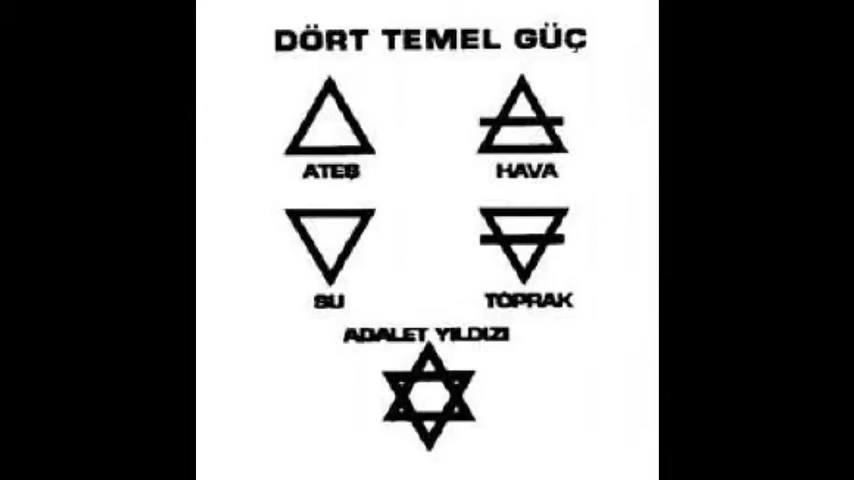 DÖRT TEMEL GÜÇ
ATEŞ
HAVA
SU
TOPRAK
ADALET YILDIZI